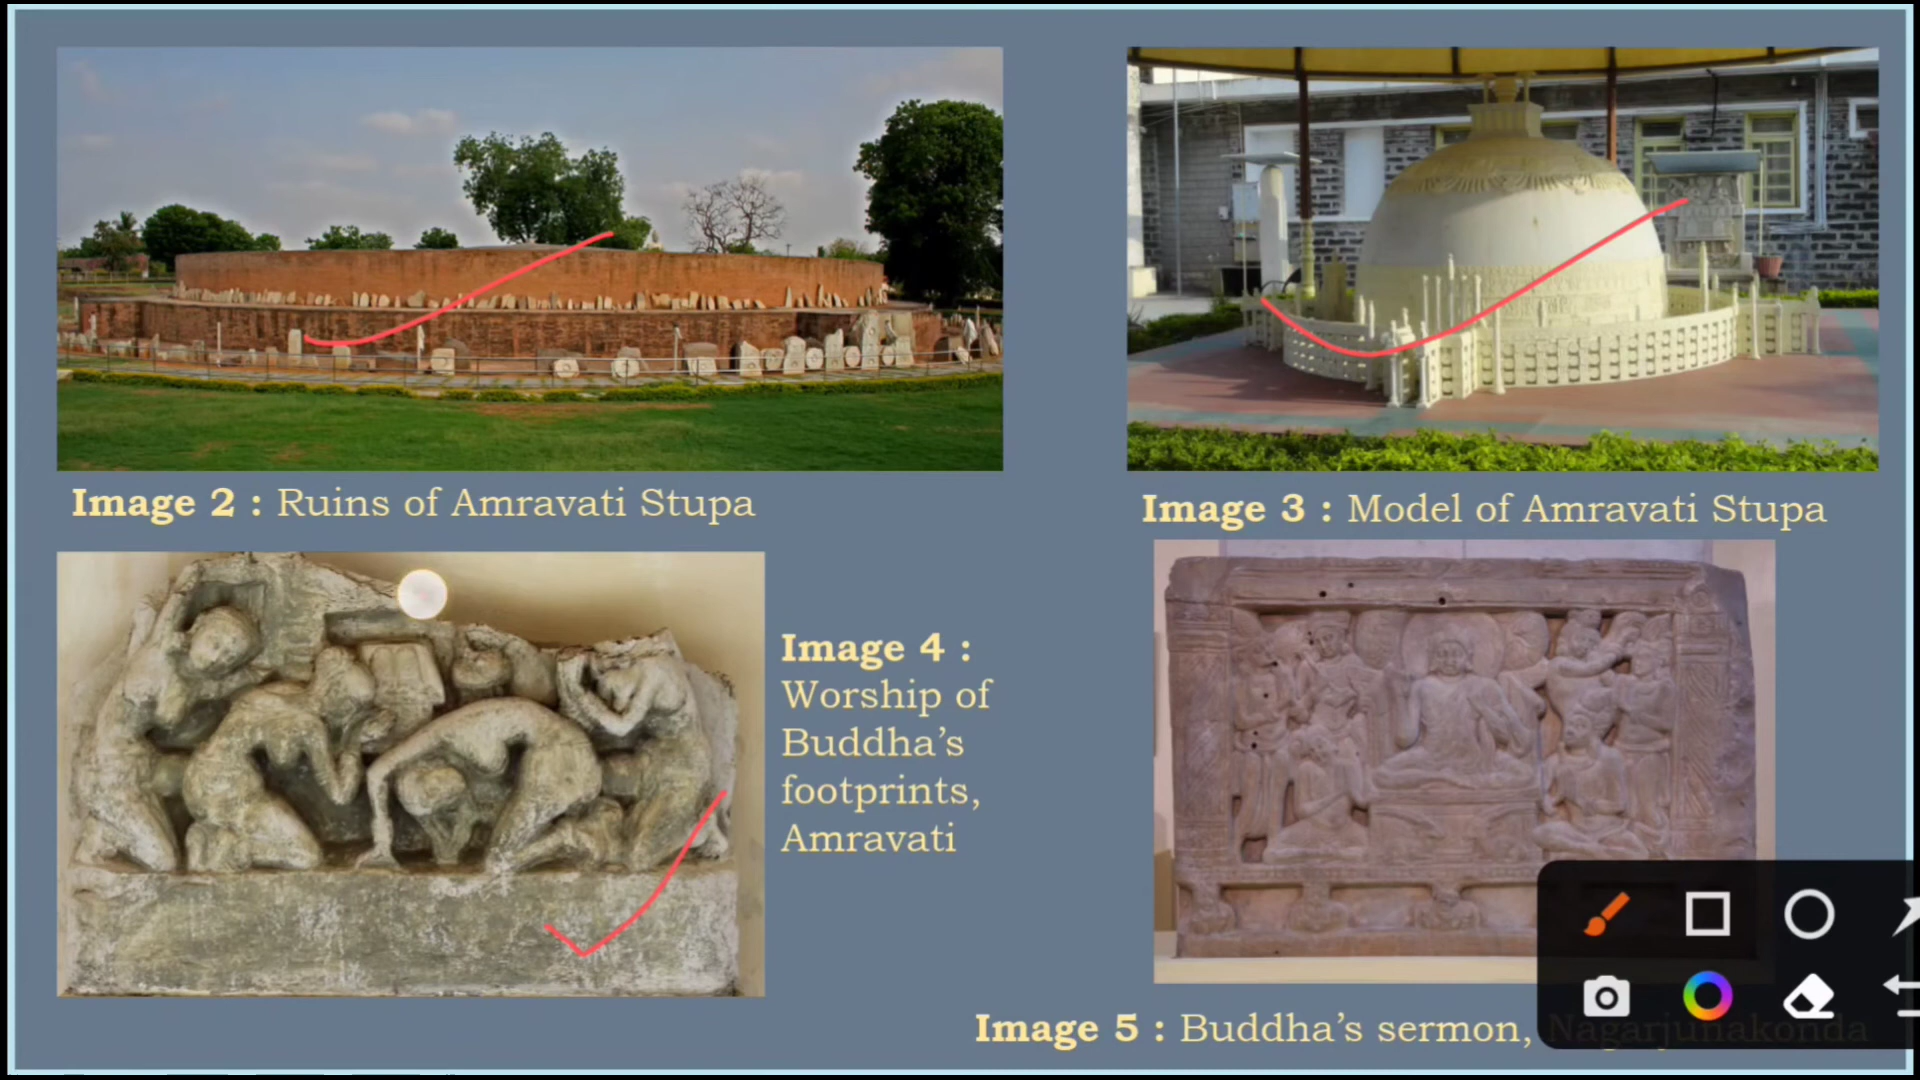 Image 2 : Ruins of Amravati Stupa
Image 3 : Model of Amravati Stupa
Image 4 :
Worship of
Buddha’s
footprints,
Amravati
Image 5 : Buddha’s sermon, Nagarjunakonda